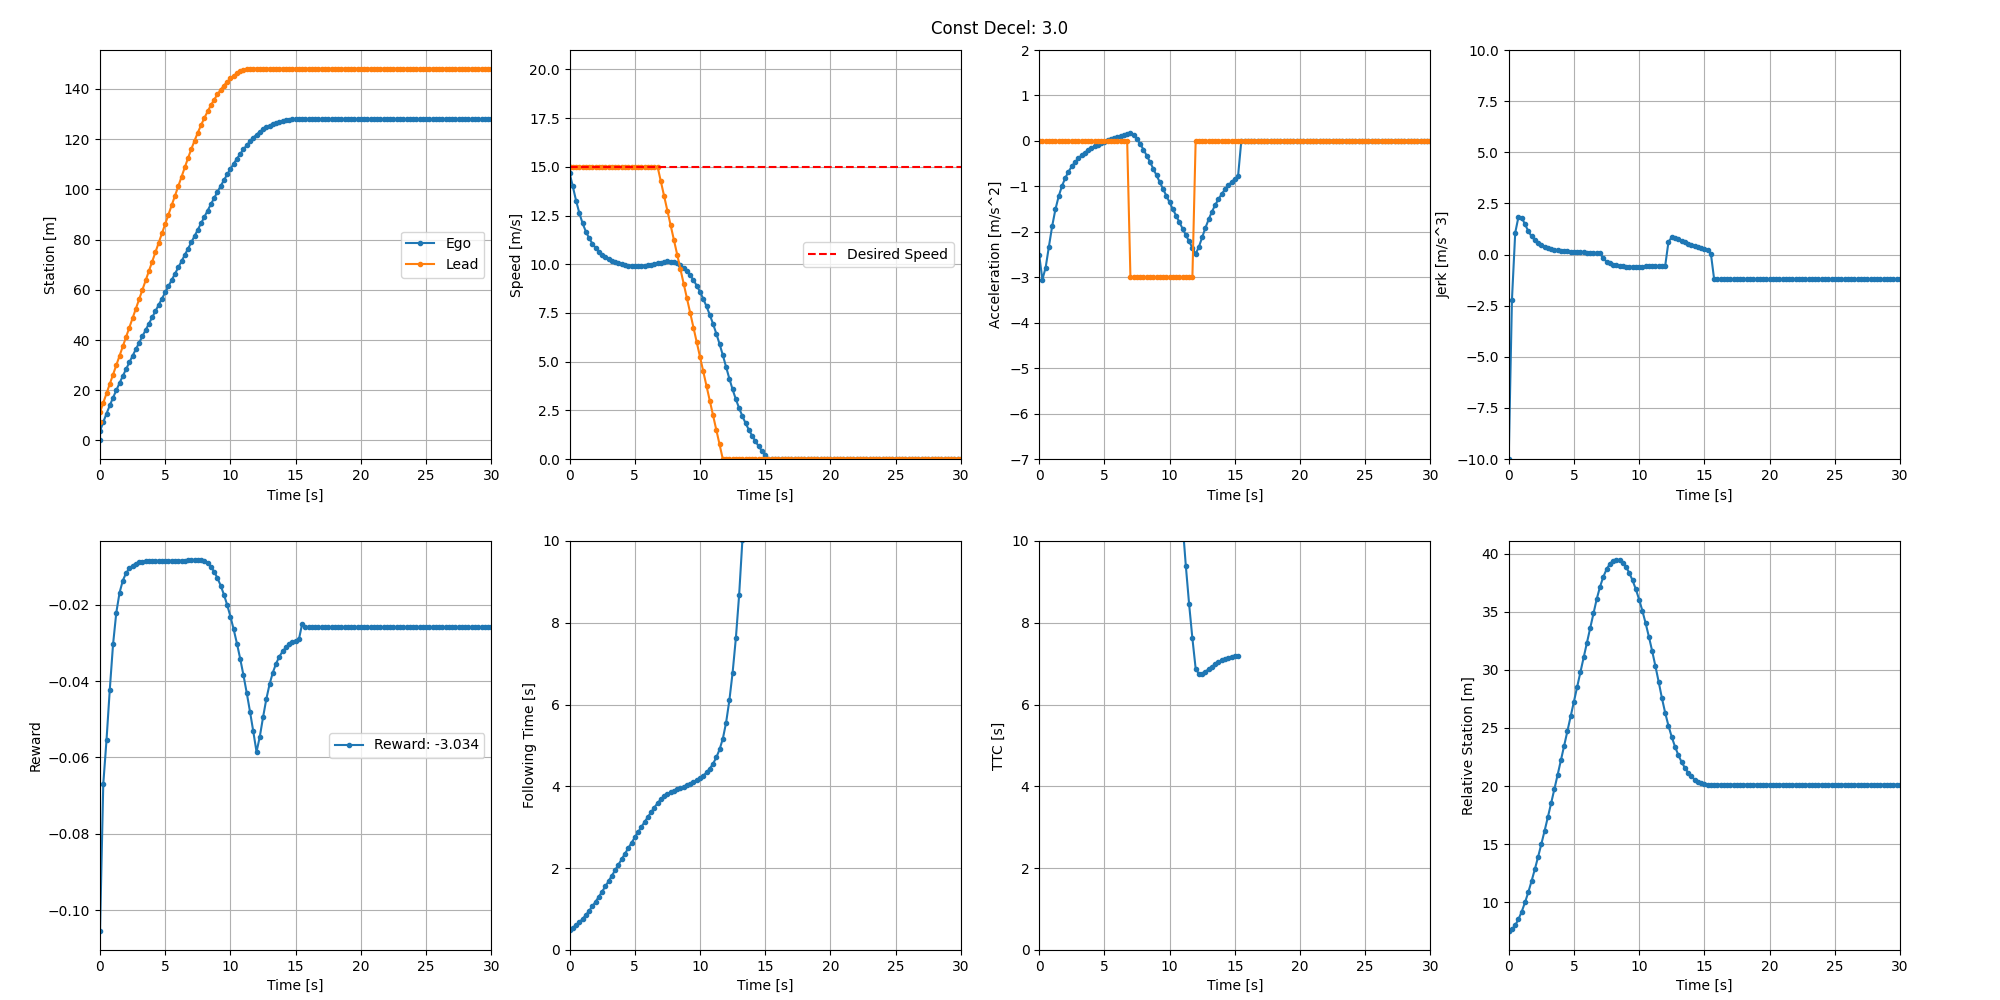 Const Decel: 3.0
Station [m]
140
120
100
80
60
40
20
0
Ego
Lead
0 5 10 15 20 25 30
Time [s]
Speed [m/s]
20.0
17.5
15.0
12.5
10.0
7.5
5.0
2.5
0.0
Desired Speed
0 5 10 15 20 25 30
Time [s]
Acceleration [m/s^2]
2
1
0
−1
−2
−3
−4
−5
−6
−7
0 5 10 15 20 25 30
Time [s]
Jerk [m/s^3]
10.0
7.5
5.0
2.5
0.0
−2.5
−5.0
−7.5
−10.0
0 5 10 15 20 25 30
Time [s]
Reward
−0.02
−0.04
−0.06
−0.08
−0.10
Reward: -3.034
0 5 10 15 20 25 30
Time [s]
Following Time [s]
10
8
6
4
2
0
0 5 10 15 20 25 30
Time [s]
TTC [s]
10
8
6
4
2
0
0 5 10 15 20 25 30
Time [s]
Relative Station [m]
40
35
30
25
20
15
10
0 5 10 15 20 25 30
Time [s]